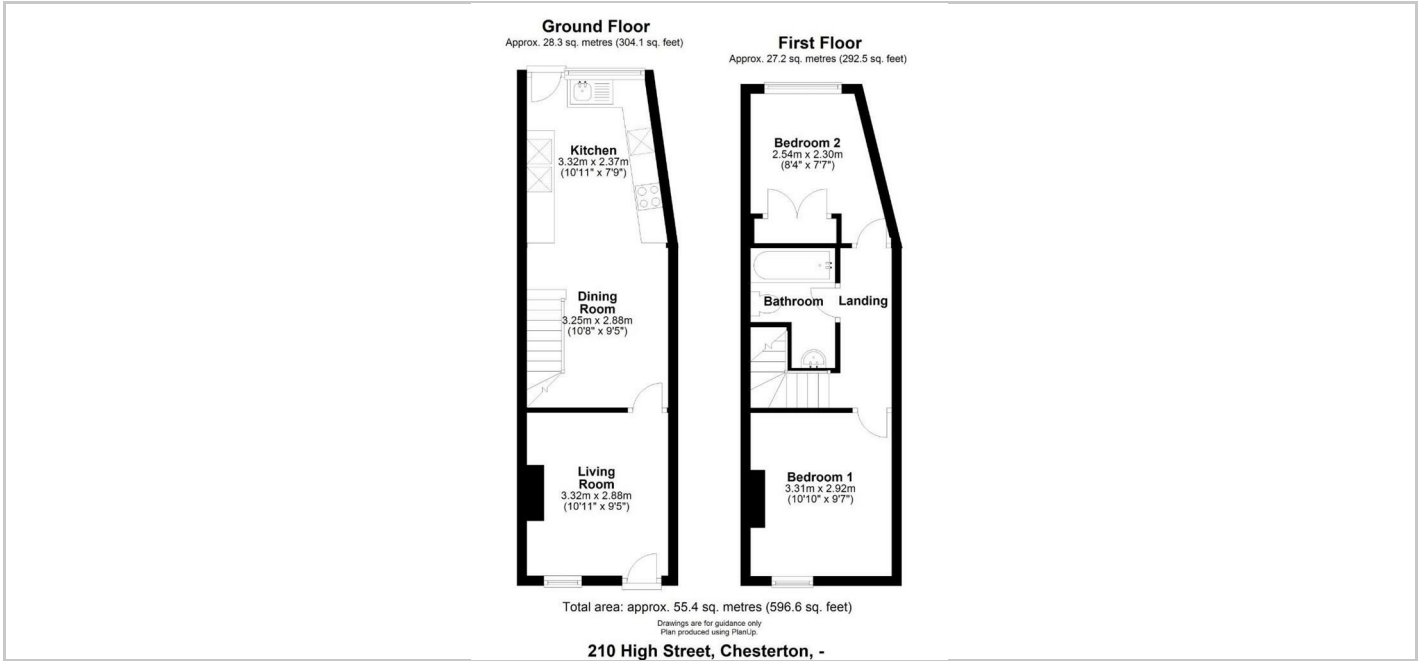 Ground Floor
Approx. 28.3 sq. metres (304.1 sq. feet)
Kitchen
3.32m x 2.37m
(10'11" x 7'9")
Dining
Room
3.25m x 2.88m
(10'8" x 9'5")
Living
Room
3.32m x 2.88m
(10'11" x 9'5")
First Floor
Approx. 27.2 sq. metres (292.5 sq. feet)
Bedroom 2
2.54m x 2.30m
(8'4" x 7'7")
Bathroom
Landing
Bedroom 1
3.31m x 2.92m
(10'10" x 9'7")
Total area: approx. 55.4 sq. metres (596.6 sq. feet)
Drawings are for guidance only
Plan produced using PlanUp.
210 High Street, Chesterton, -